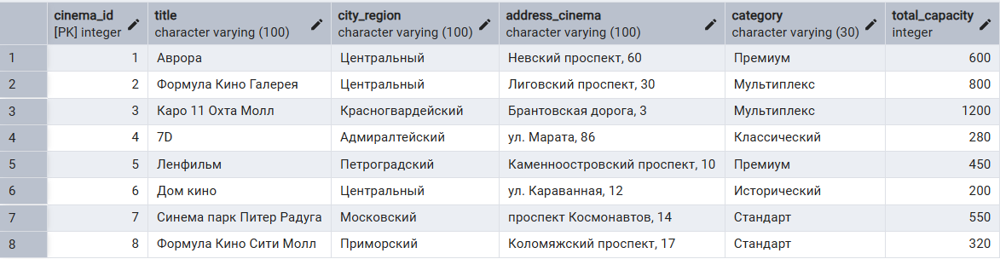 cinema_id title city_region address_cinema category total_capacity
[PK] integer character varying (100) character varying (100) character varying (100) character varying (30) integer
1 1 Аврора Центральный Невский проспект, 60 Премиум 600
2 2 Формула Кино Галерея Центральный Лиговский проспект, 30 Мультиплекс 800
3 3 Каро 11 Охта Молл Красногвардейский Брантовская дорога, 3 Мультиплекс 1200
4 4 7D Адмиралтейский ул. Марата, 86 Классический 280
5 5 Ленфильм Петроградский Каменноостровский проспект, 10 Премиум 450
6 6 Дом кино Центральный ул. Караванная, 12 Исторический 200
7 7 Синема парк Питер Радуга Московский проспект Космонавтов, 14 Стандарт 550
8 8 Формула Кино Сити Молл Приморский Коломяжский проспект, 17 Стандарт 320